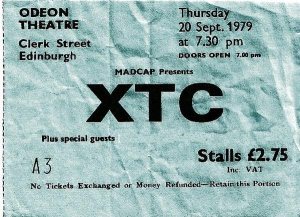 ODEON
THEATRE
Clerk Street
Edinburgh
Thursday
20 Sept. 1979
at 7.30 pm
DOORS OPEN 7.00 pm
MADCAP Presents
XTC
Plus special guests
A3
Stalls £2.75
Inc. VAT
No Tickets Exchanged or Money Refunded—Retain this Portion